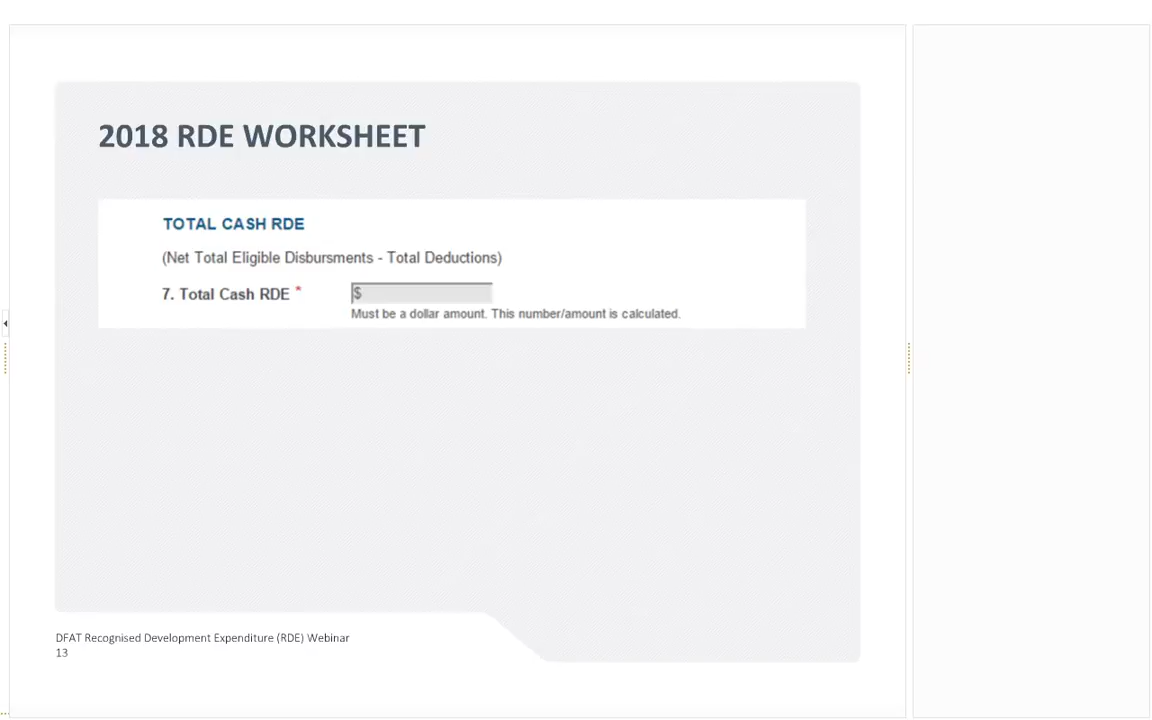 2018 RDE WORKSHEET
TOTAL CASH RDE
(Net Total Eligible Disbursments - Total Deductions)
7. Total Cash RDE * $
Must be a dollar amount. This number/amount is calculated.
DFAT Recognised Development Expenditure (RDE) Webinar
13